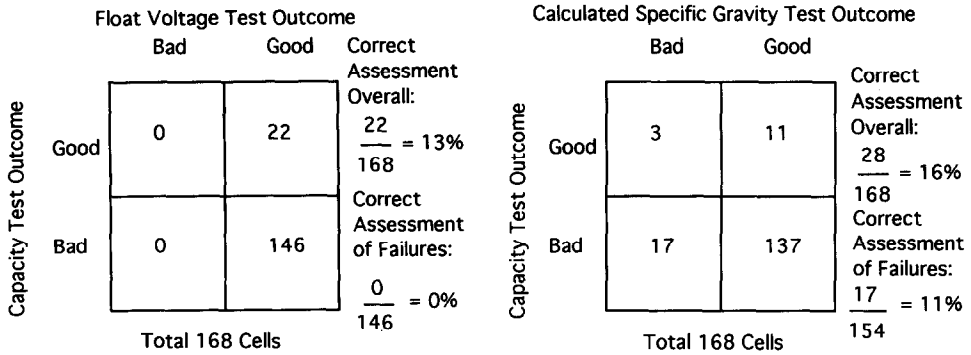 Float Voltage Test Outcome
Bad Good
Capacity Test Outcome
Good 0 22
Bad 0 146
Correct
Assessment
Overall:
22
168 = 13%
Correct
Assessment
of Failures:
0
146 = 0%
Total 168 Cells
Calculated Specific Gravity Test Outcome
Bad Good
Capacity Test Outcome
Good 3 11
Bad 17 137
Correct
Assessment
Overall:
28
168 = 16%
Correct
Assessment
of Failures:
17
154 = 11%
Total 168 Cells